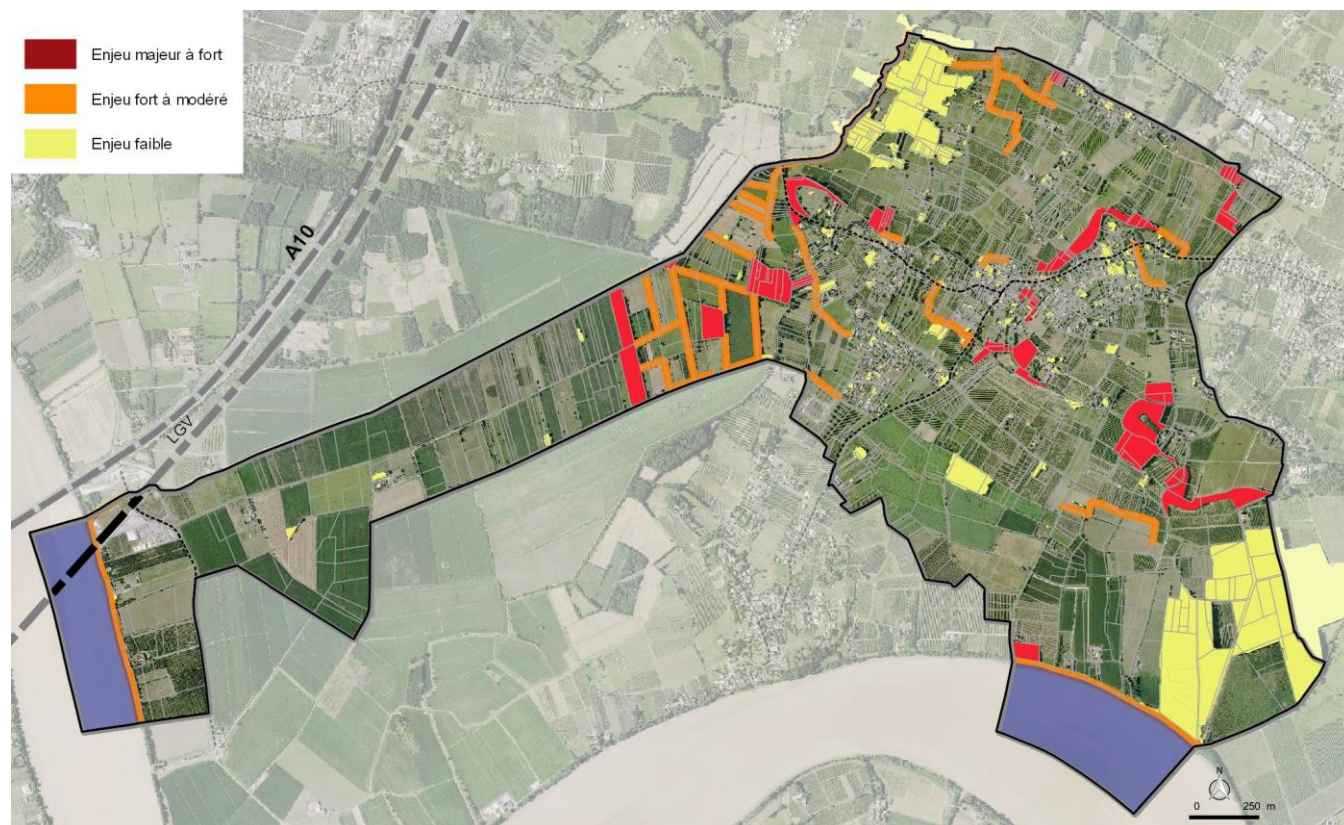 Enjeu majeur à fort
Enjeu fort à modéré
Enjeu faible
A10
LGV
N
0 250 m